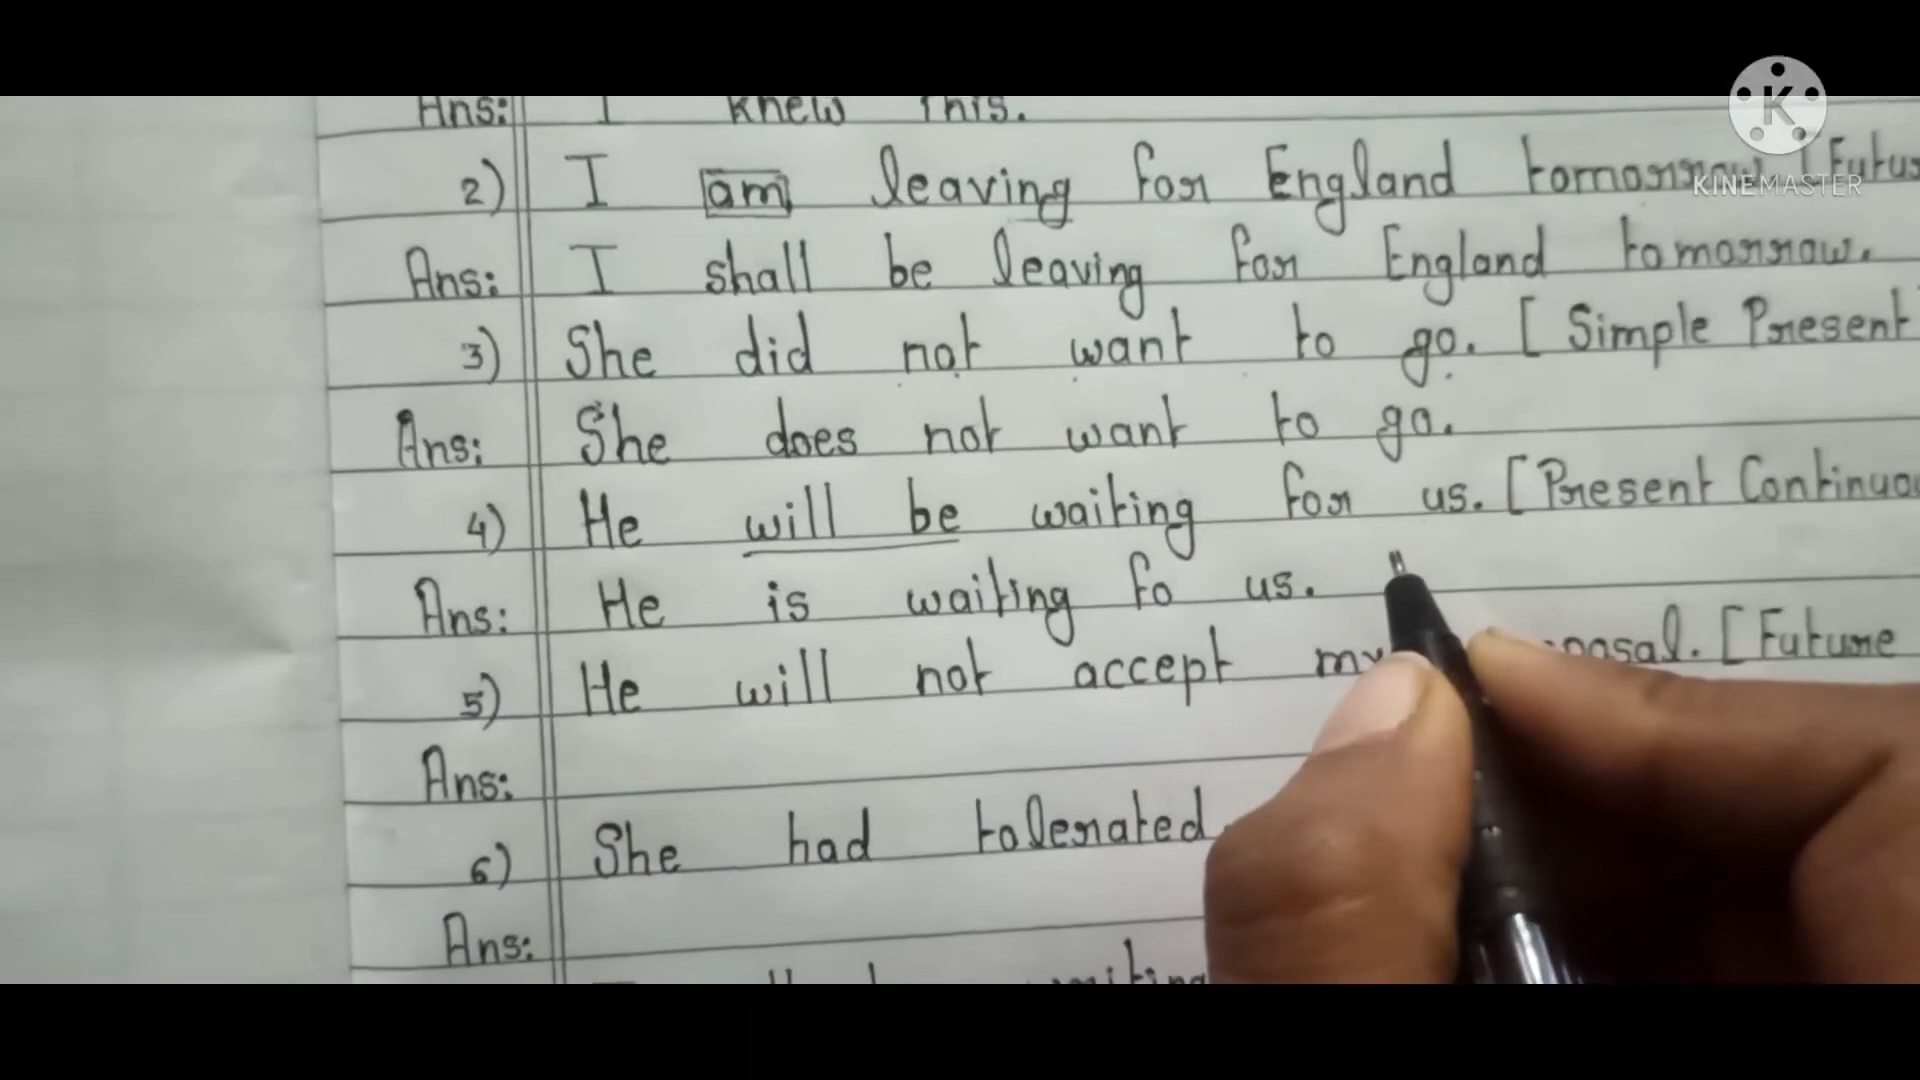 Ans: I knew this.
2) I am leaving for England tomorrow. [Futu
Ans: I shall be leaving for England tomorrow.
3) She did not want to go. [Simple Present
Ans: She does not want to go.
4) He will be waiting for us. [Present Continuo
Ans: He is waiting fo us.
5) He will not accept my posal. [Future
Ans:
6) She had tolerated.
Ans:
KINEMASTER